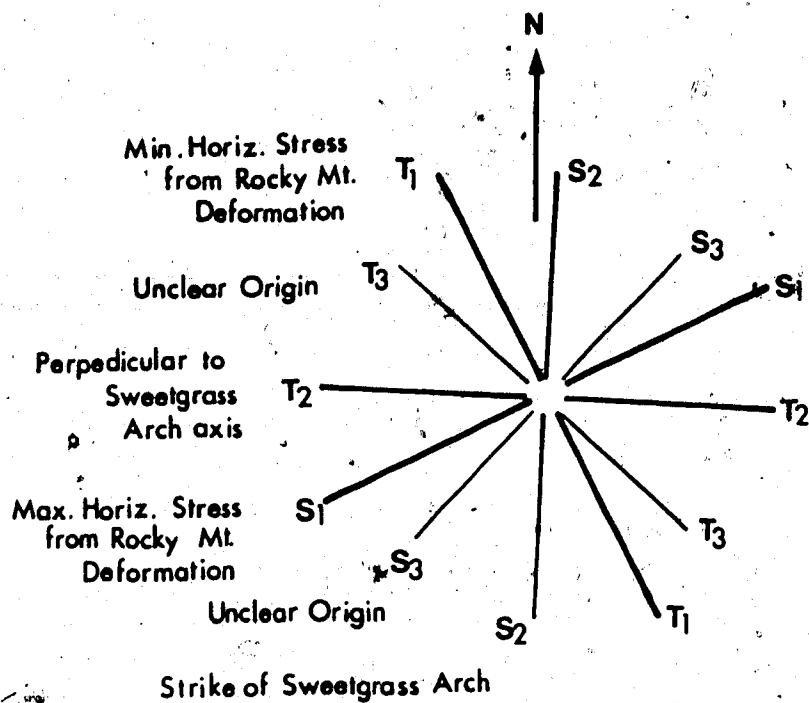 N
Min. Horiz. Stress
from Rocky Mt.
Deformation
T1
S2
S3
Unclear Origin
T3
S1
Perpedicular to
Sweetgrass
Arch axis
T2
T2
Max. Horiz. Stress
from Rocky Mt.
Deformation
S1
T3
S3
Unclear Origin
S2
T1
Strike of Sweetgrass Arch